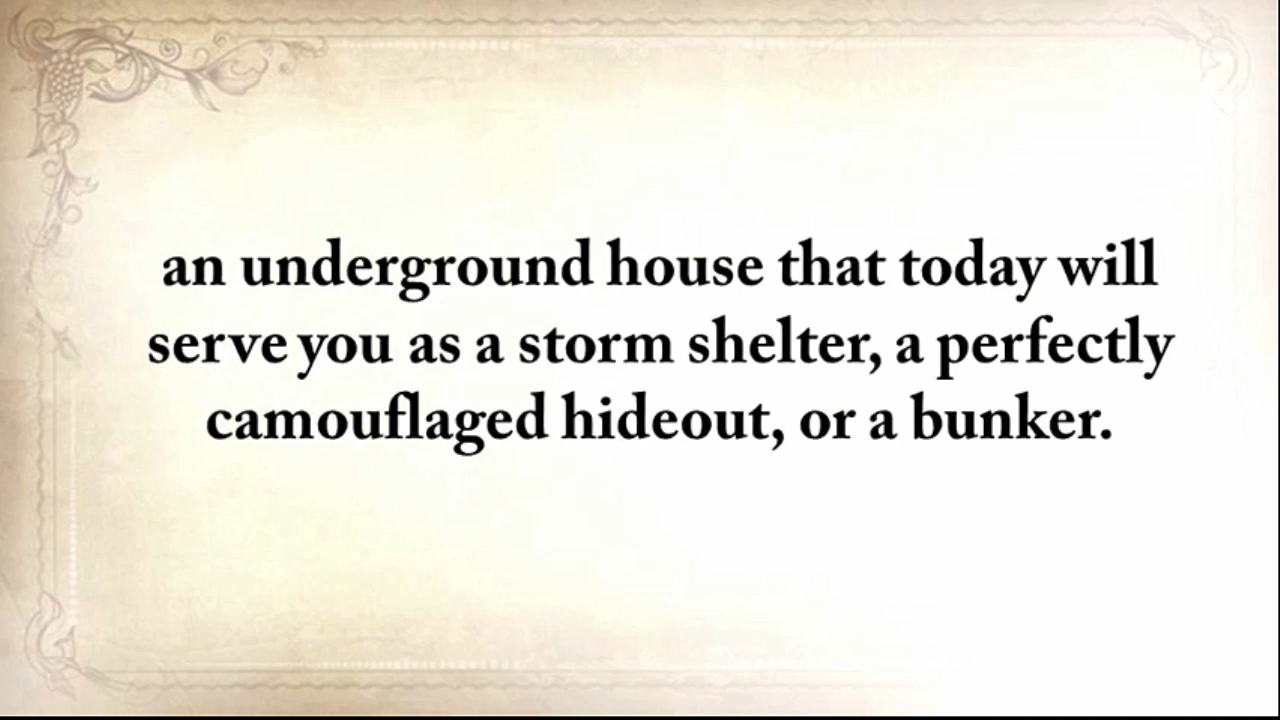 an underground house that today will
serve you as a storm shelter, a perfectly
camouflaged hideout, or a bunker.